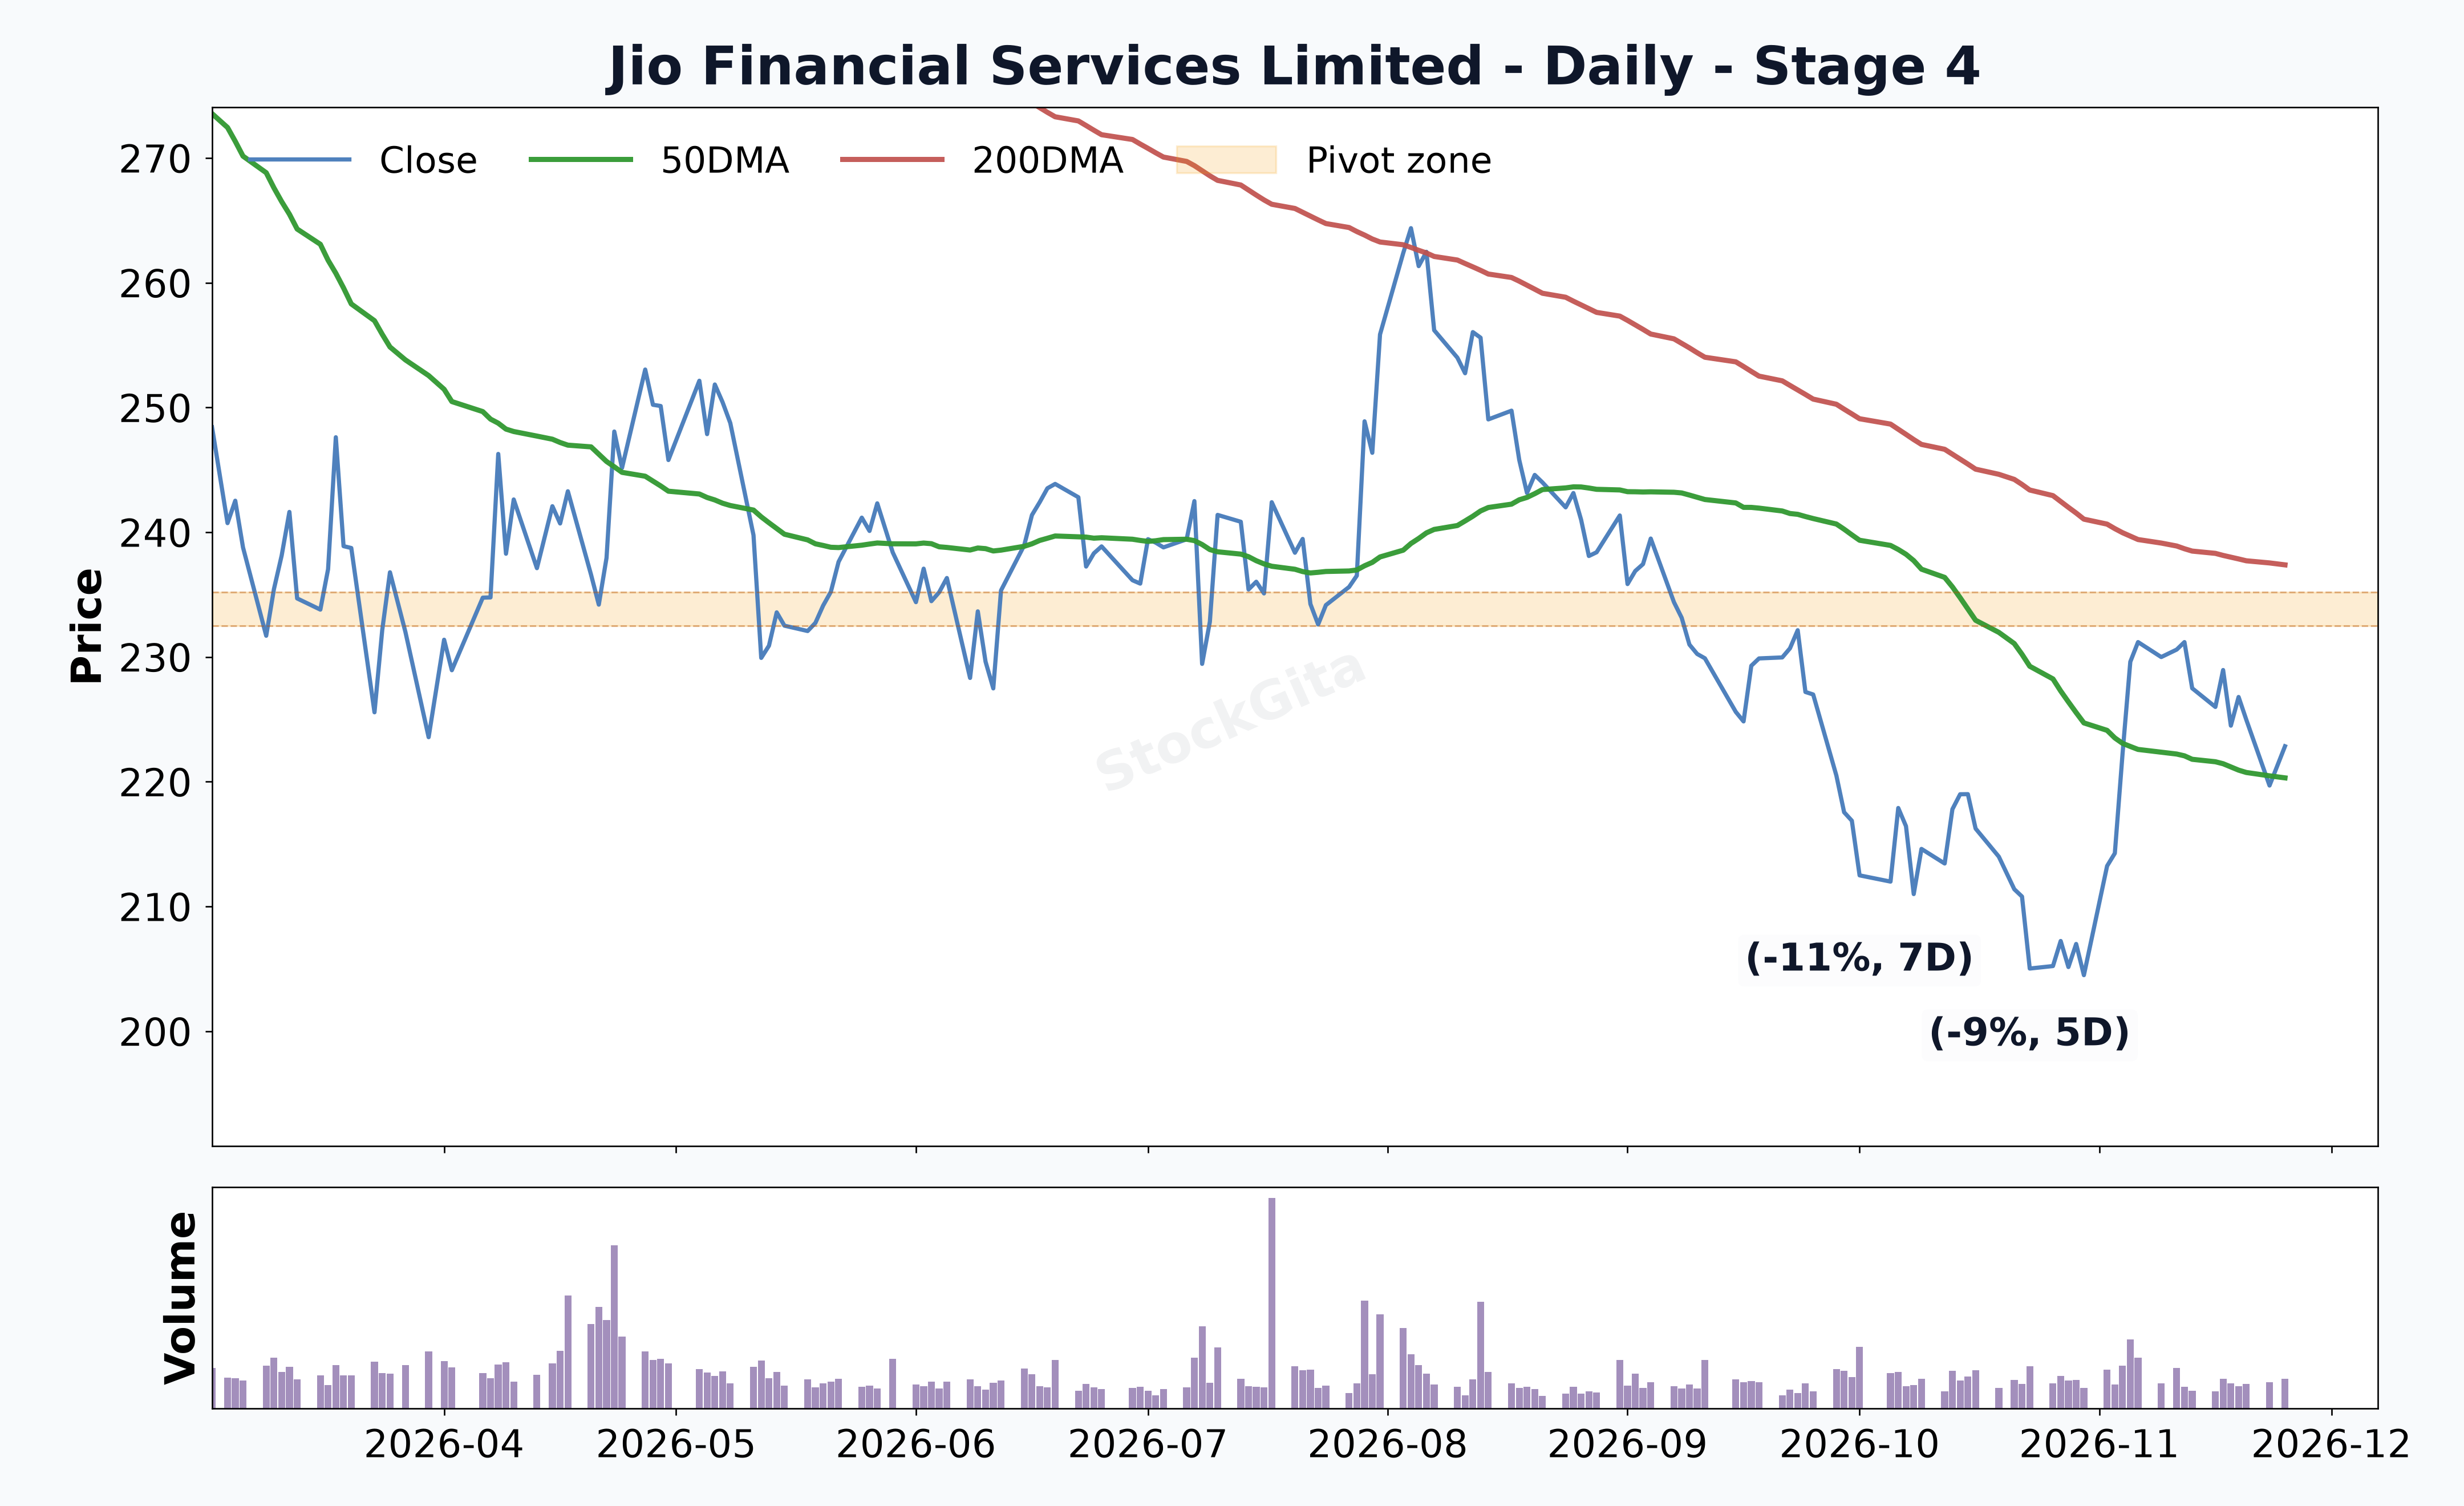 Jio Financial Services Limited - Daily - Stage 4
Close 50DMA 200DMA Pivot zone
270
260
250
240
230
220
210
200
Price
StockGita
(-11%, 7D)
(-9%, 5D)
Volume
2026-04 2026-05 2026-06 2026-07 2026-08 2026-09 2026-10 2026-11 2026-12